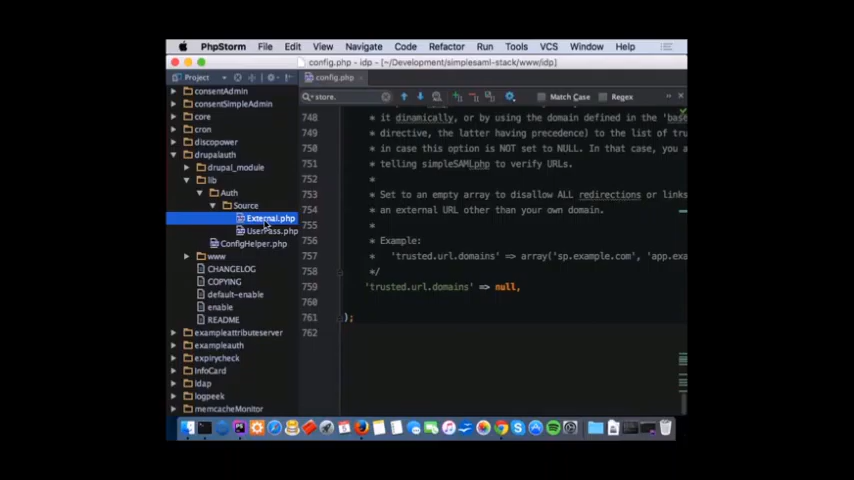 PhpStorm File Edit View Navigate Code Refactor Run Tools VCS Window Help
config.php - idp - [~/Development/simplesaml-stack/www/idp]
Project
config.php
store.
Match Case
Regex
»
consentAdmin
consentSimpleAdmin
core
cron
discopower
drupalauth
drupal_module
lib
Auth
Source
External.php
UserPass.php
ConfigHelper.php
www
CHANGELOG
COPYING
default-enable
enable
README
exampleattributeserver
exampleauth
expirycheck
InfoCard
ldap
logpeek
memcacheMonitor
748 * it dinamically, or by using the domain defined in the 'base
749 * directive, the latter having precedence) to the list of tru
750 * in case this option is NOT set to NULL. In that case, you a
751 * telling simpleSAMLphp to verify URLs.
752 *
753 * Set to an empty array to disallow ALL redirections or links
754 * an external URL other than your own domain.
755 *
756 * Example:
757 * 'trusted.url.domains' => array('sp.example.com', 'app.exa
758 */
759 'trusted.url.domains' => null,
760
761 );
762